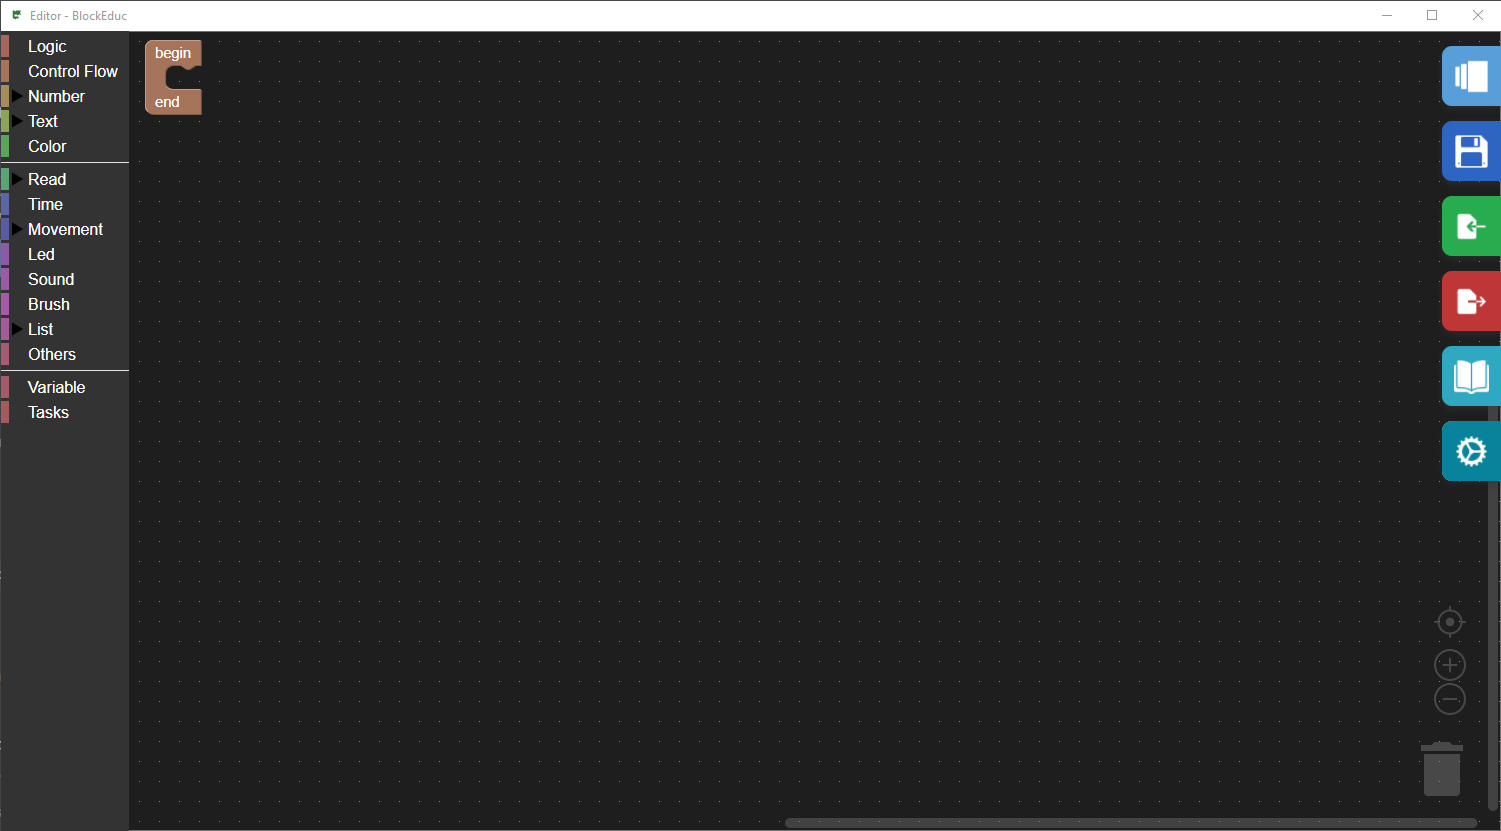 Editor - BlockEduc
Logic
Control Flow
Number
Text
Color
Read
Time
Movement
Led
Sound
Brush
List
Others
Variable
Tasks
begin
end